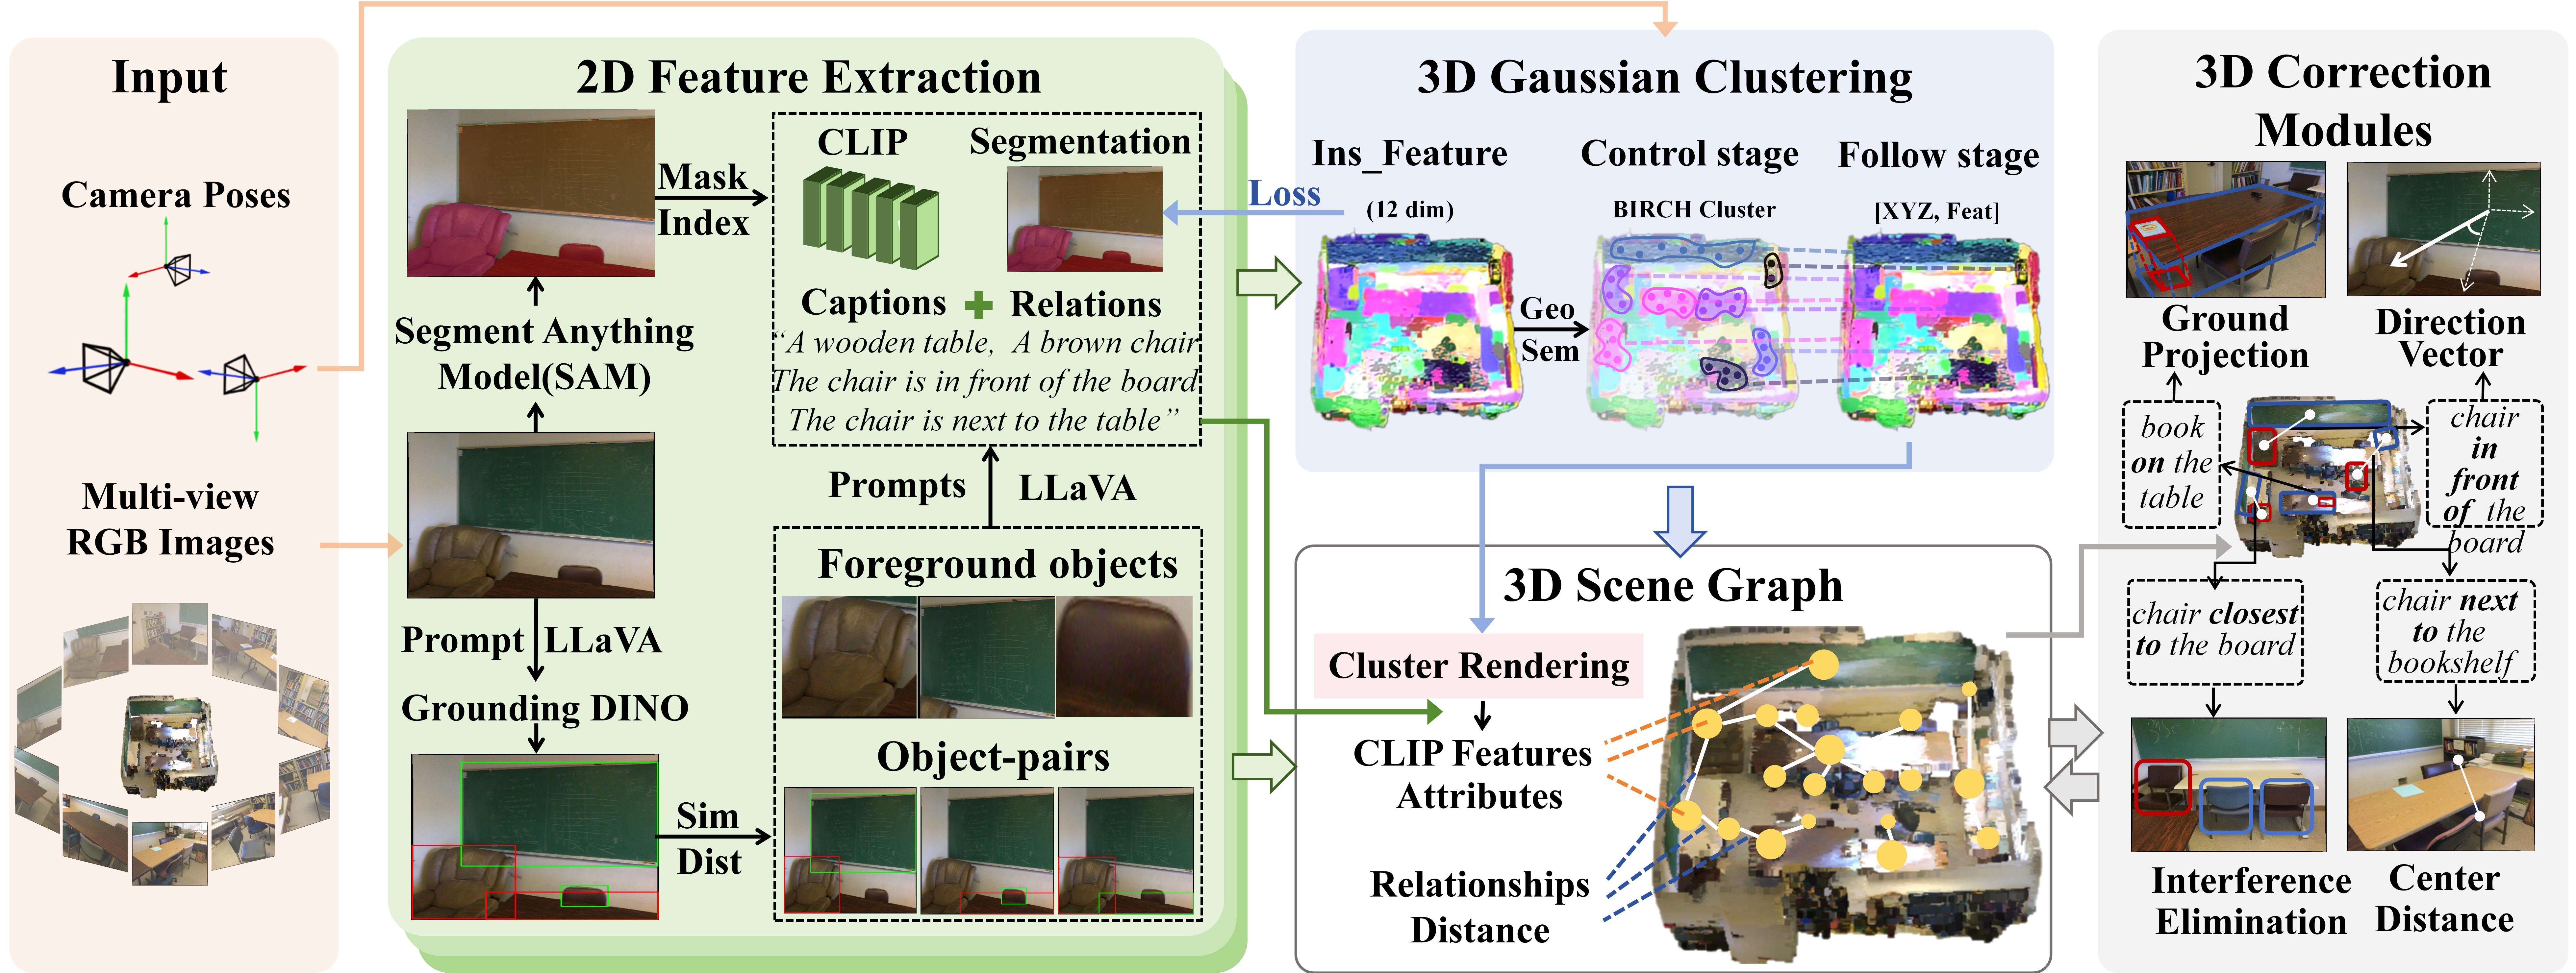 Input
Camera Poses
Multi-view
RGB Images
2D Feature Extraction
Mask
Index
CLIP
Segmentation
Captions + Relations
“A wooden table, A brown chair
The chair is in front of the board
The chair is next to the table”
Segment Anything
Model(SAM)
Prompts
LLaVA
Prompt
LLaVA
Grounding DINO
Sim
Dist
Foreground objects
Object-pairs
Loss
3D Gaussian Clustering
Ins_Feature
(12 dim)
Control stage
BIRCH Cluster
Follow stage
[XYZ, Feat]
Geo
Sem
3D Scene Graph
Cluster Rendering
CLIP Features
Attributes
Relationships
Distance
3D Correction
Modules
Ground
Projection
Direction
Vector
book
on the
table
chair
in
front
of the
board
chair closest
to the board
chair next
to the
bookshelf
Interference
Elimination
Center
Distance